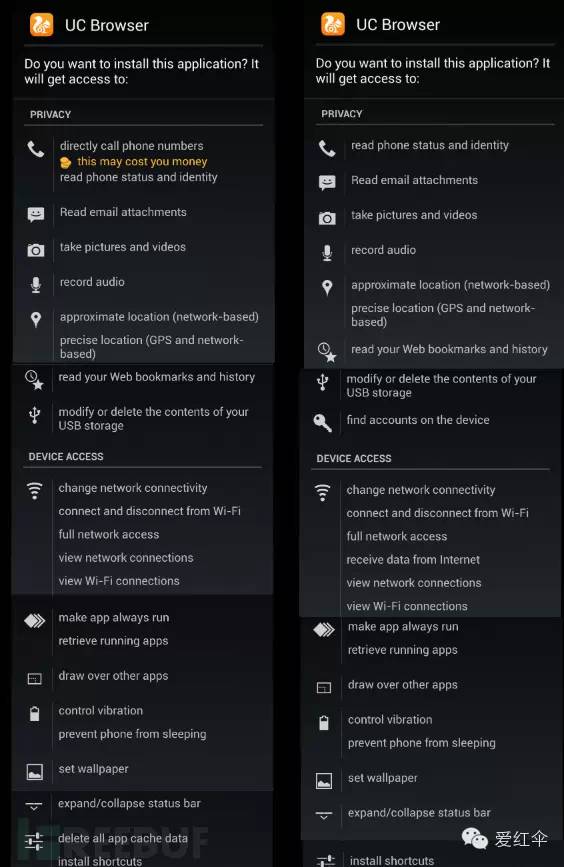 UC Browser
Do you want to install this application? It
will get access to:
PRIVACY
directly call phone numbers
this may cost you money
read phone status and identity
Read email attachments
take pictures and videos
record audio
approximate location (network-based)
precise location (GPS and network-
based)
read your Web bookmarks and history
modify or delete the contents of your
USB storage
DEVICE ACCESS
change network connectivity
connect and disconnect from Wi-Fi
full network access
view network connections
view Wi-Fi connections
make app always run
retrieve running apps
draw over other apps
control vibration
prevent phone from sleeping
set wallpaper
expand/collapse status bar
delete all app cache data
install shortcuts
UC Browser
Do you want to install this application? It
will get access to:
PRIVACY
read phone status and identity
Read email attachments
take pictures and videos
record audio
approximate location (network-based)
precise location (GPS and network-
based)
read your Web bookmarks and history
modify or delete the contents of your
USB storage
find accounts on the device
DEVICE ACCESS
change network connectivity
connect and disconnect from Wi-Fi
full network access
receive data from Internet
view network connections
view Wi-Fi connections
make app always run
retrieve running apps
draw over other apps
control vibration
prevent phone from sleeping
set wallpaper
expand/collapse status bar
install shortcuts
爱红伞